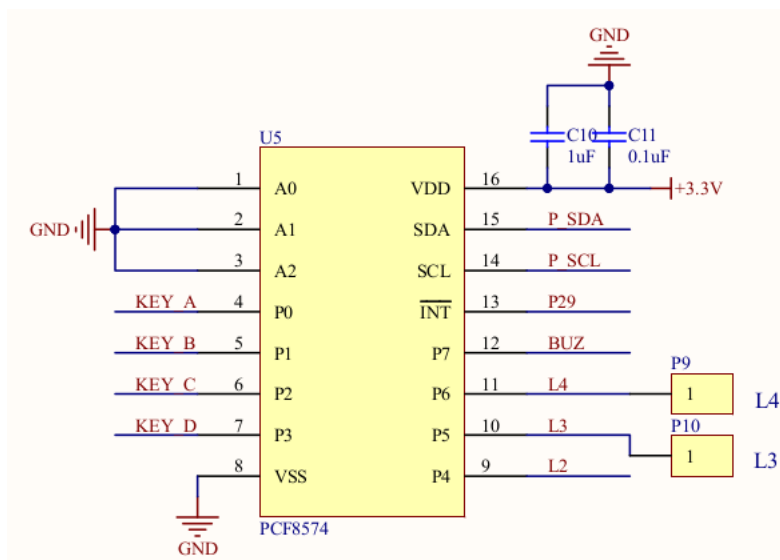 GND
C10
C11
1uF
0.1uF
U5
1
A0
VDD
16
+3.3V
GND
2
A1
SDA
15
P_SDA
3
A2
SCL
14
P_SCL
KEY_A
4
P0
INT
13
P29
KEY_B
5
P1
P7
12
BUZ
P9
KEY_C
6
P2
P6
11
L4
1
L4
P10
KEY_D
7
P3
P5
10
L3
1
L3
8
VSS
P4
9
L2
PCF8574
GND